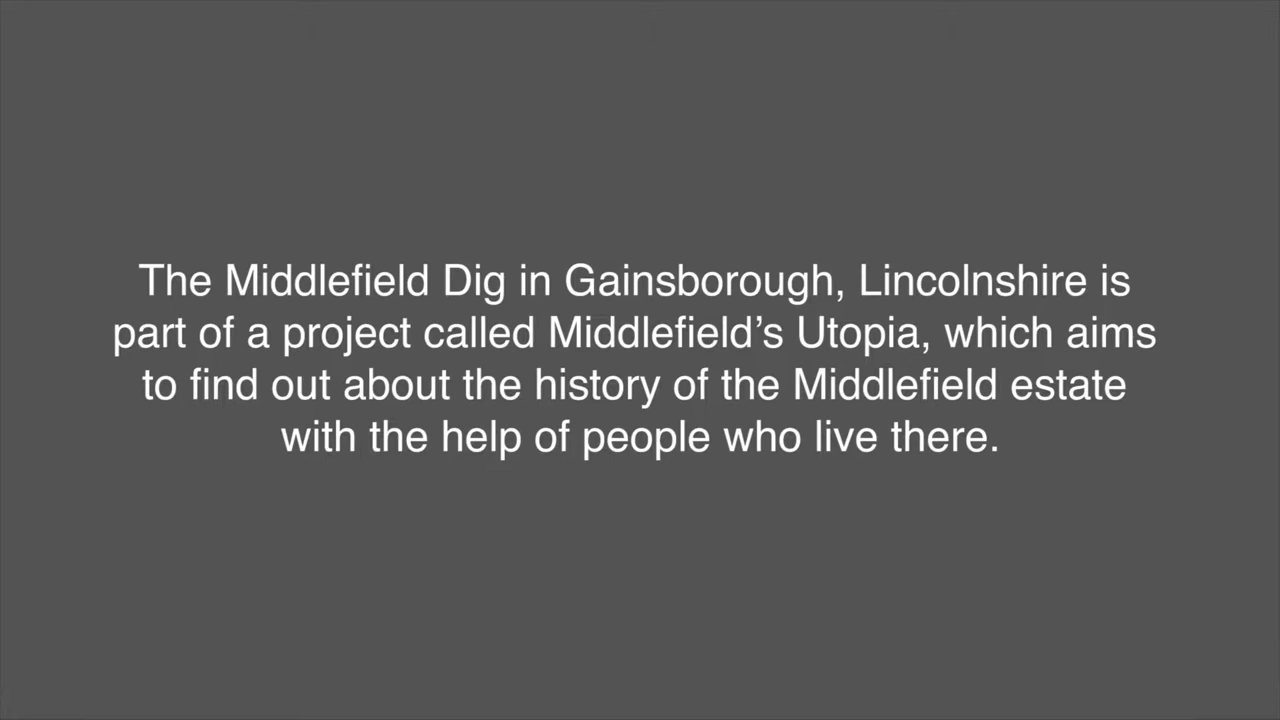 The Middlefield Dig in Gainsborough, Lincolnshire is
part of a project called Middlefield’s Utopia, which aims
to find out about the history of the Middlefield estate
with the help of people who live there.